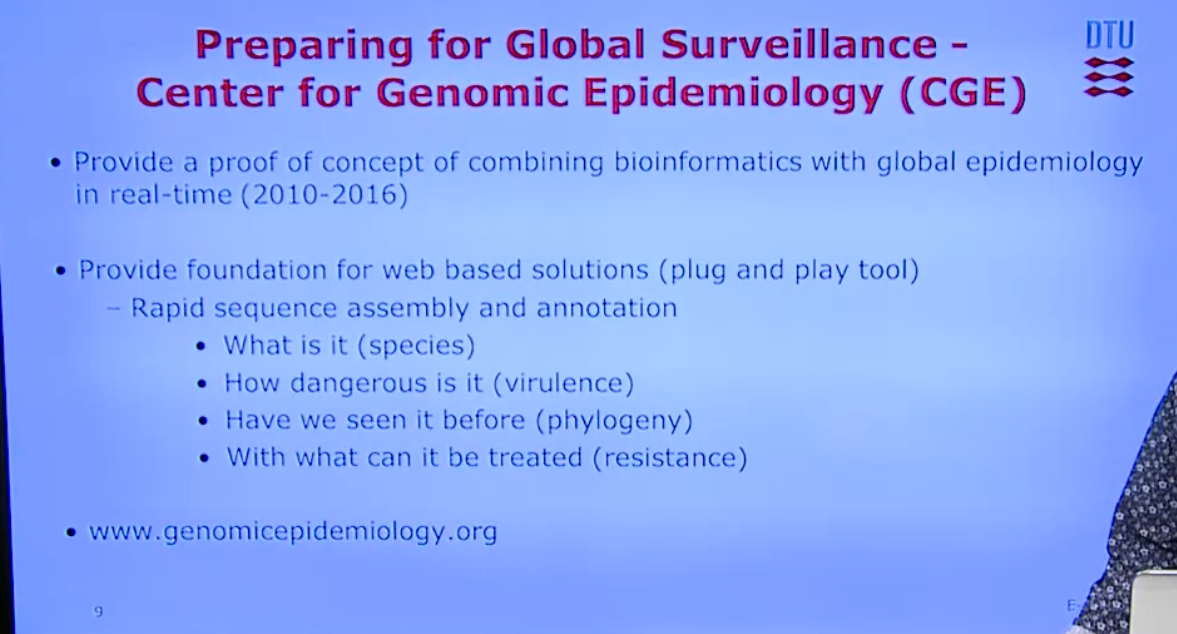 Preparing for Global Surveillance -
Center for Genomic Epidemiology (CGE)
DTU
• Provide a proof of concept of combining bioinformatics with global epidemiology
in real-time (2010-2016)
• Provide foundation for web based solutions (plug and play tool)
– Rapid sequence assembly and annotation
• What is it (species)
• How dangerous is it (virulence)
• Have we seen it before (phylogeny)
• With what can it be treated (resistance)
• www.genomicepidemiology.org
9